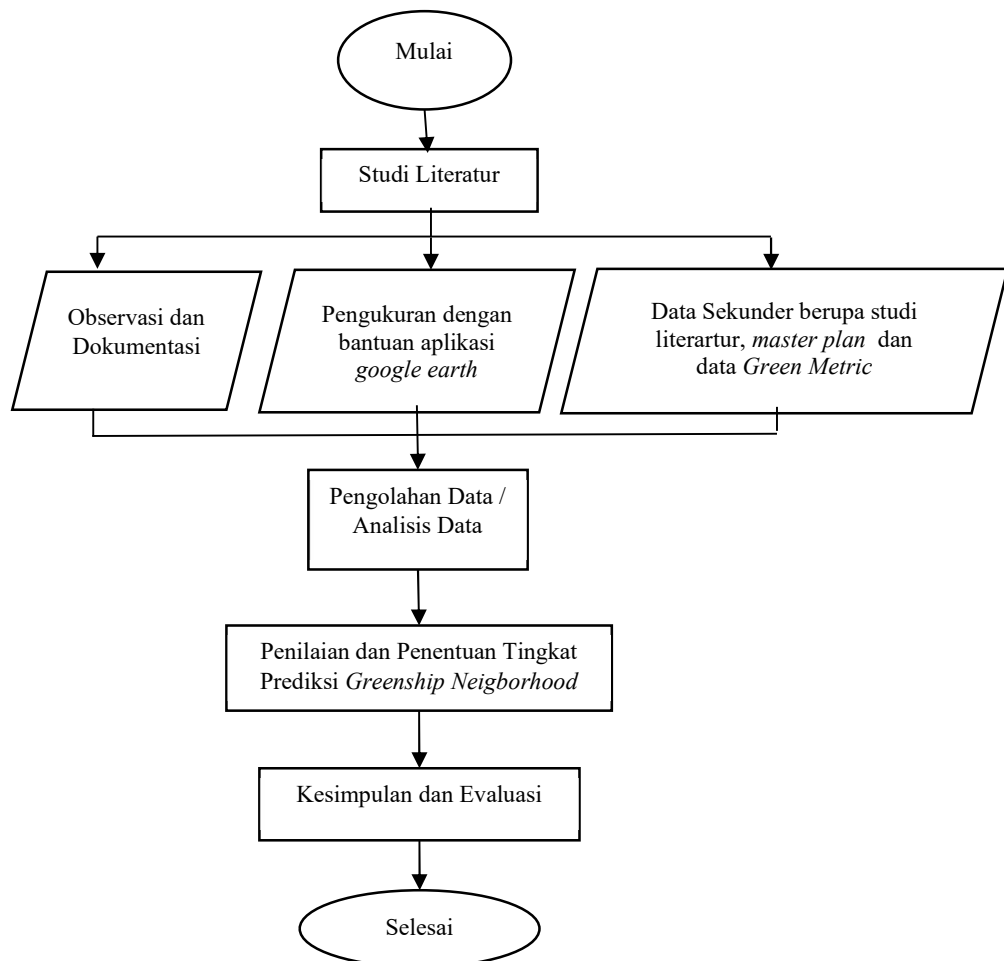 Mulai
Studi Literatur
Observasi dan
Dokumentasi
Pengukuran dengan
bantuan aplikasi
google earth
Data Sekunder berupa studi
literartur, master plan dan
data Green Metric
Pengolahan Data /
Analisis Data
Penilaian dan Penentuan Tingkat
Prediksi Greenship Neigborhood
Kesimpulan dan Evaluasi
Selesai